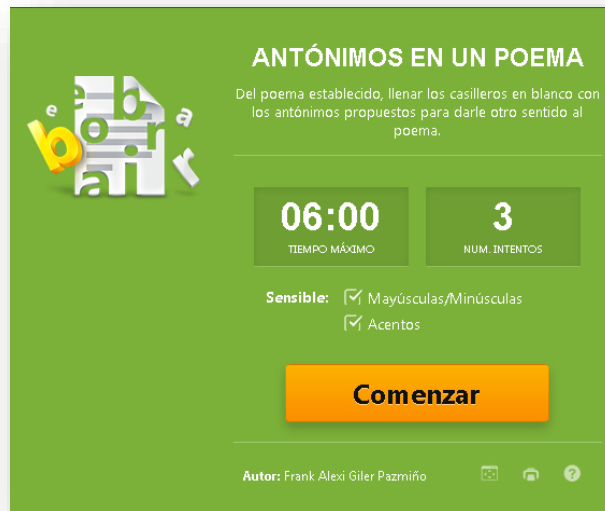 ANTÓNIMOS EN UN POEMA
Del poema establecido, llenar los casilleros en blanco con
los antónimos propuestos para darle otro sentido al
poema.
06:00
TIEMPO MÁXIMO
3
NUM. INTENTOS
Sensible: Mayúsculas/Minúsculas
Acentos
Comenzar
Autor: Frank Alexi Giler Pazmiño